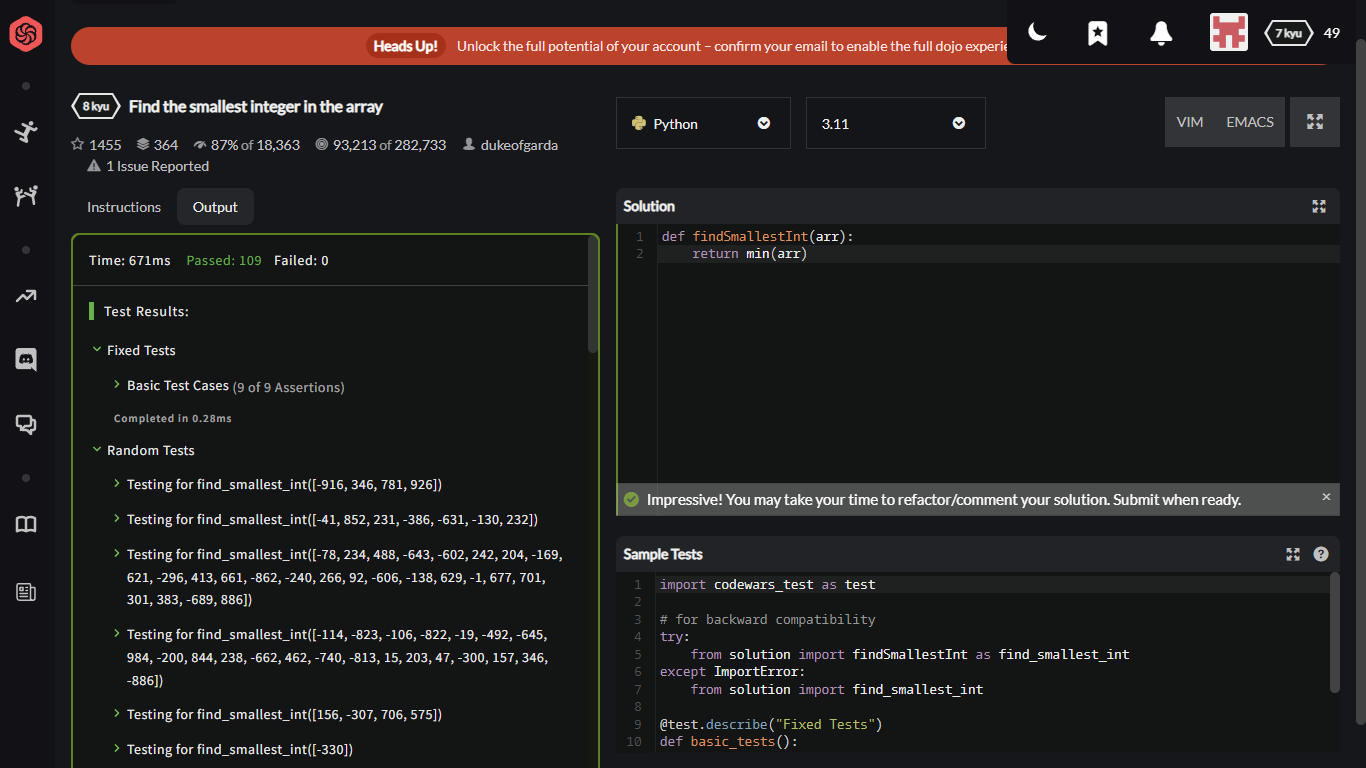 Heads Up! Unlock the full potential of your account – confirm your email to enable the full dojo experie
7 kyu 49
8 kyu Find the smallest integer in the array
1455 364 87% of 18,363 93,213 of 282,733 dukeofgarda
1 Issue Reported
Instructions Output
Time: 671ms Passed: 109 Failed: 0
Test Results:
Fixed Tests
Basic Test Cases (9 of 9 Assertions)
Completed in 0.28ms
Random Tests
Testing for find_smallest_int([-916, 346, 781, 926])
Testing for find_smallest_int([-41, 852, 231, -386, -631, -130, 232])
Testing for find_smallest_int([-78, 234, 488, -643, -602, 242, 204, -169,
621, -296, 413, 661, -862, -240, 266, 92, -606, -138, 629, -1, 677, 701,
301, 383, -689, 886])
Testing for find_smallest_int([-114, -823, -106, -822, -19, -492, -645,
984, -200, 844, 238, -662, 462, -740, -813, 15, 203, 47, -300, 157, 346,
-886])
Testing for find_smallest_int([156, -307, 706, 575])
Testing for find_smallest_int([-330])
Python 3.11 VIM EMACS
Solution
1 def findSmallestInt(arr):
2 return min(arr)
Impressive! You may take your time to refactor/comment your solution. Submit when ready. ×
Sample Tests ?
1 import codewars_test as test
2
3 # for backward compatibility
4 try:
5 from solution import findSmallestInt as find_smallest_int
6 except ImportError:
7 from solution import find_smallest_int
8
9 @test.describe("Fixed Tests")
10 def basic_tests():